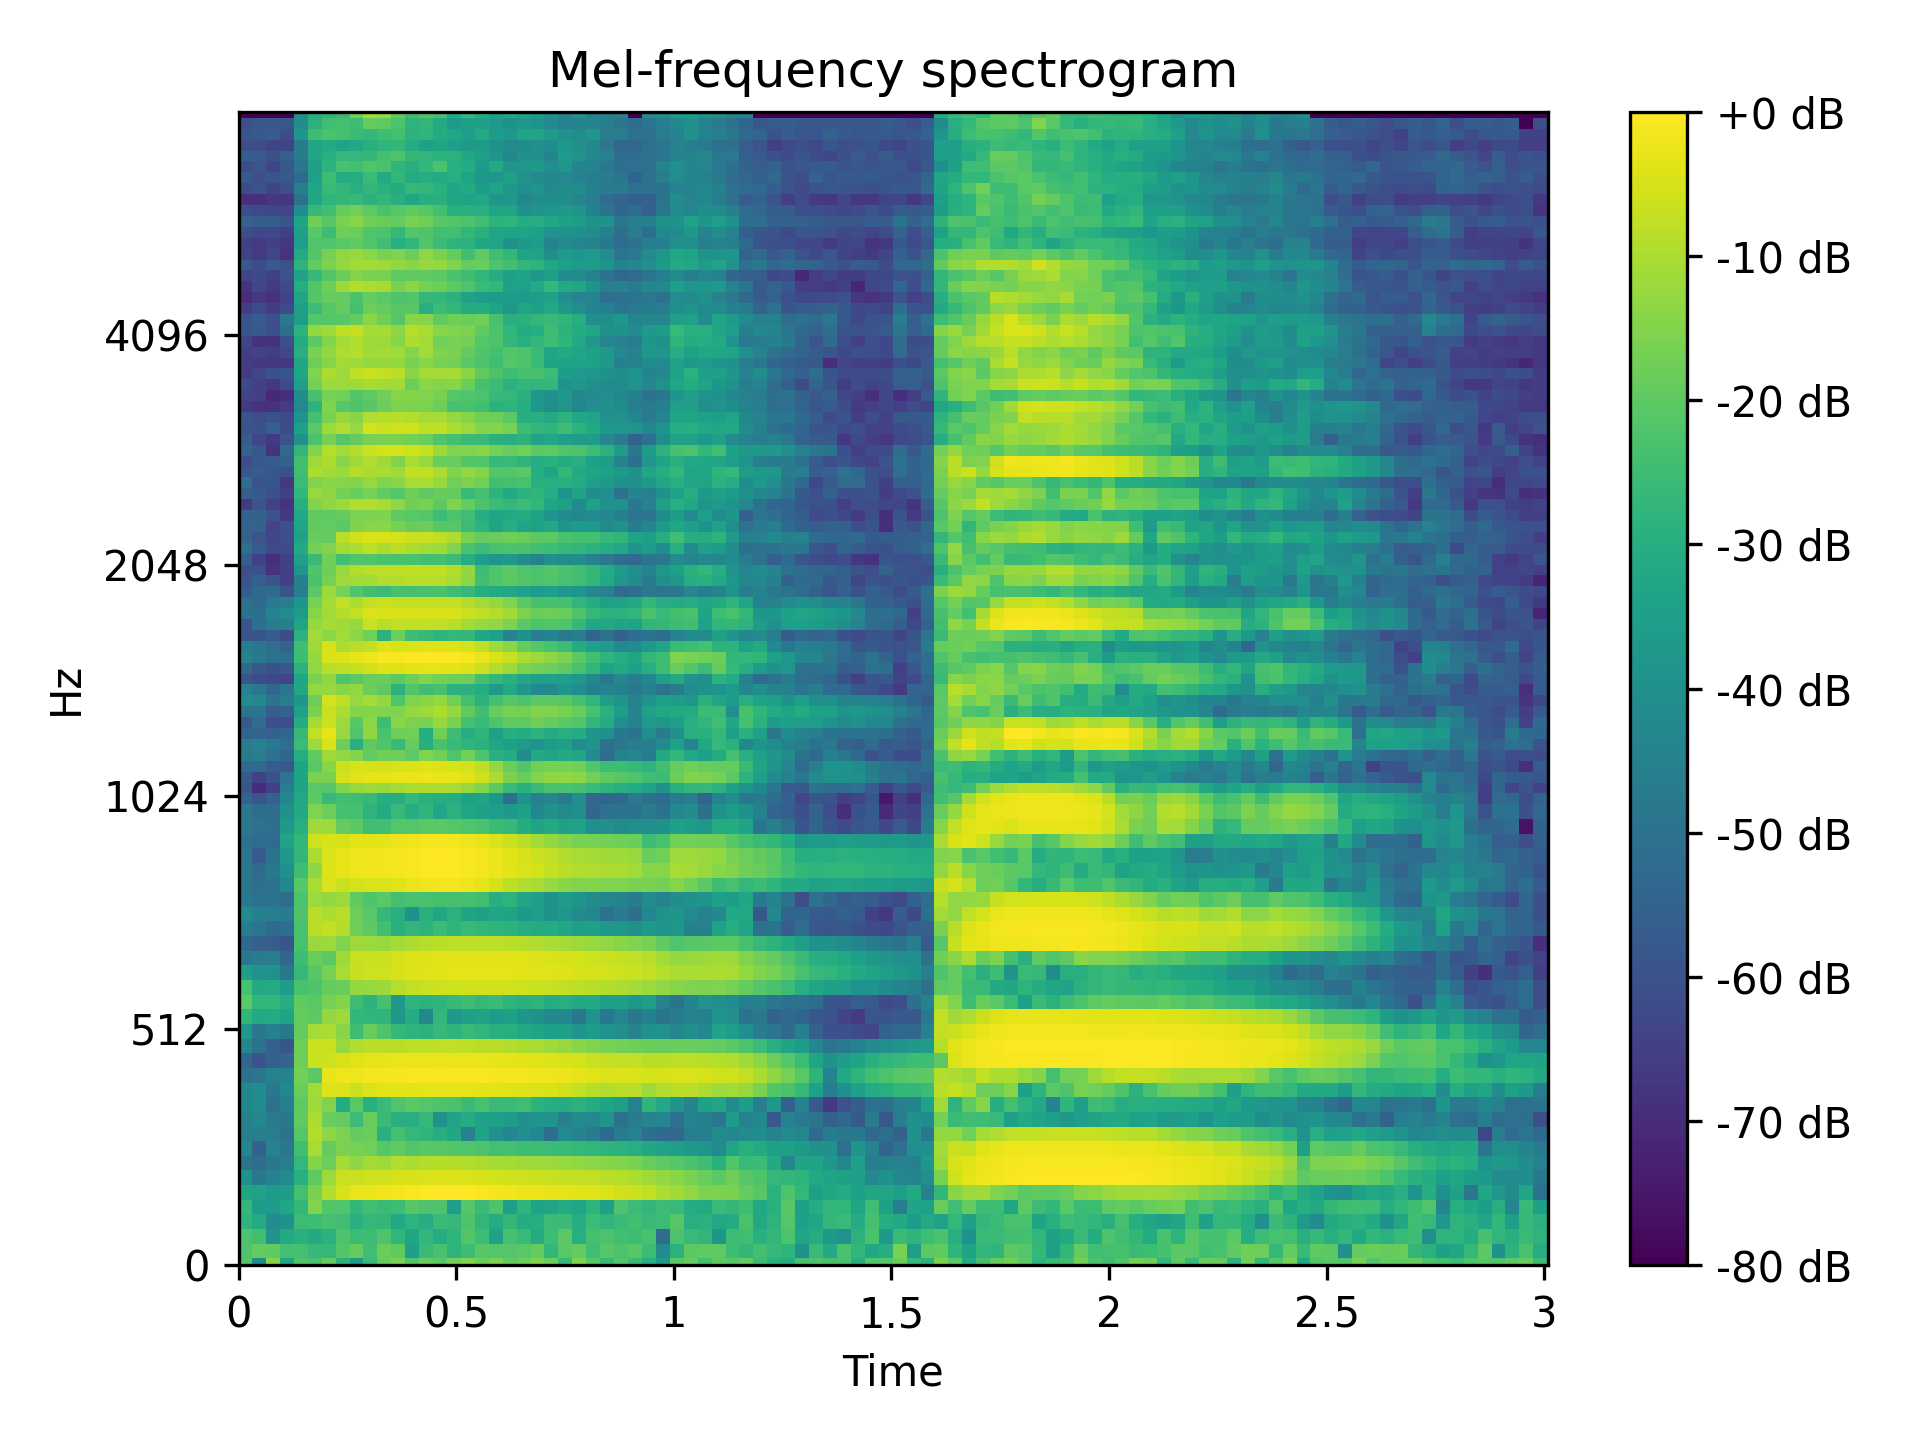 Mel-frequency spectrogram
+0 dB
-10 dB
4096
-20 dB
-30 dB
2048
Hz
-40 dB
1024
-50 dB
512
-60 dB
-70 dB
0
-80 dB
0 0.5 1 1.5 2 2.5 3
Time